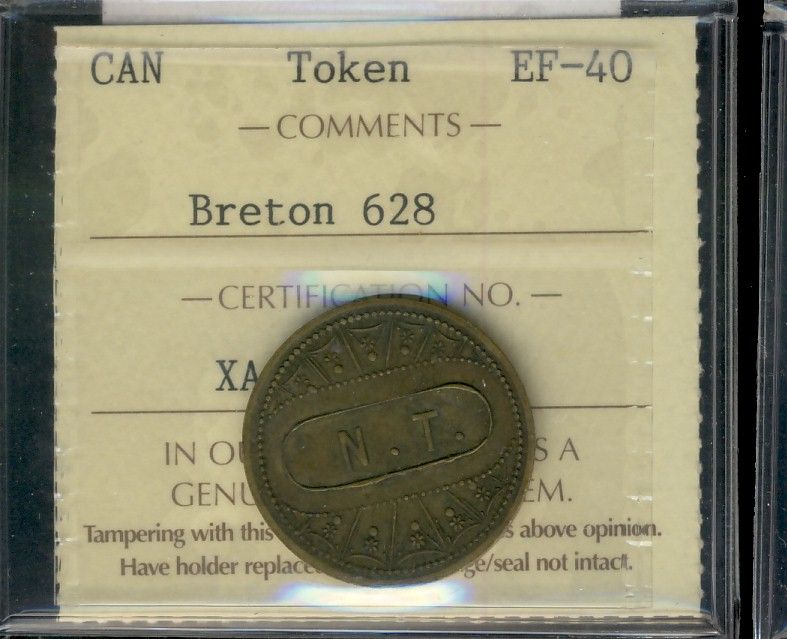 CAN Token EF-40
— COMMENTS —
Breton 628
— CERTIFICATION NO. —
XA
N.T.
IN OU S A
GENU EM.
Tampering with this s above opinion.
Have holder replace ge/seal not intact.